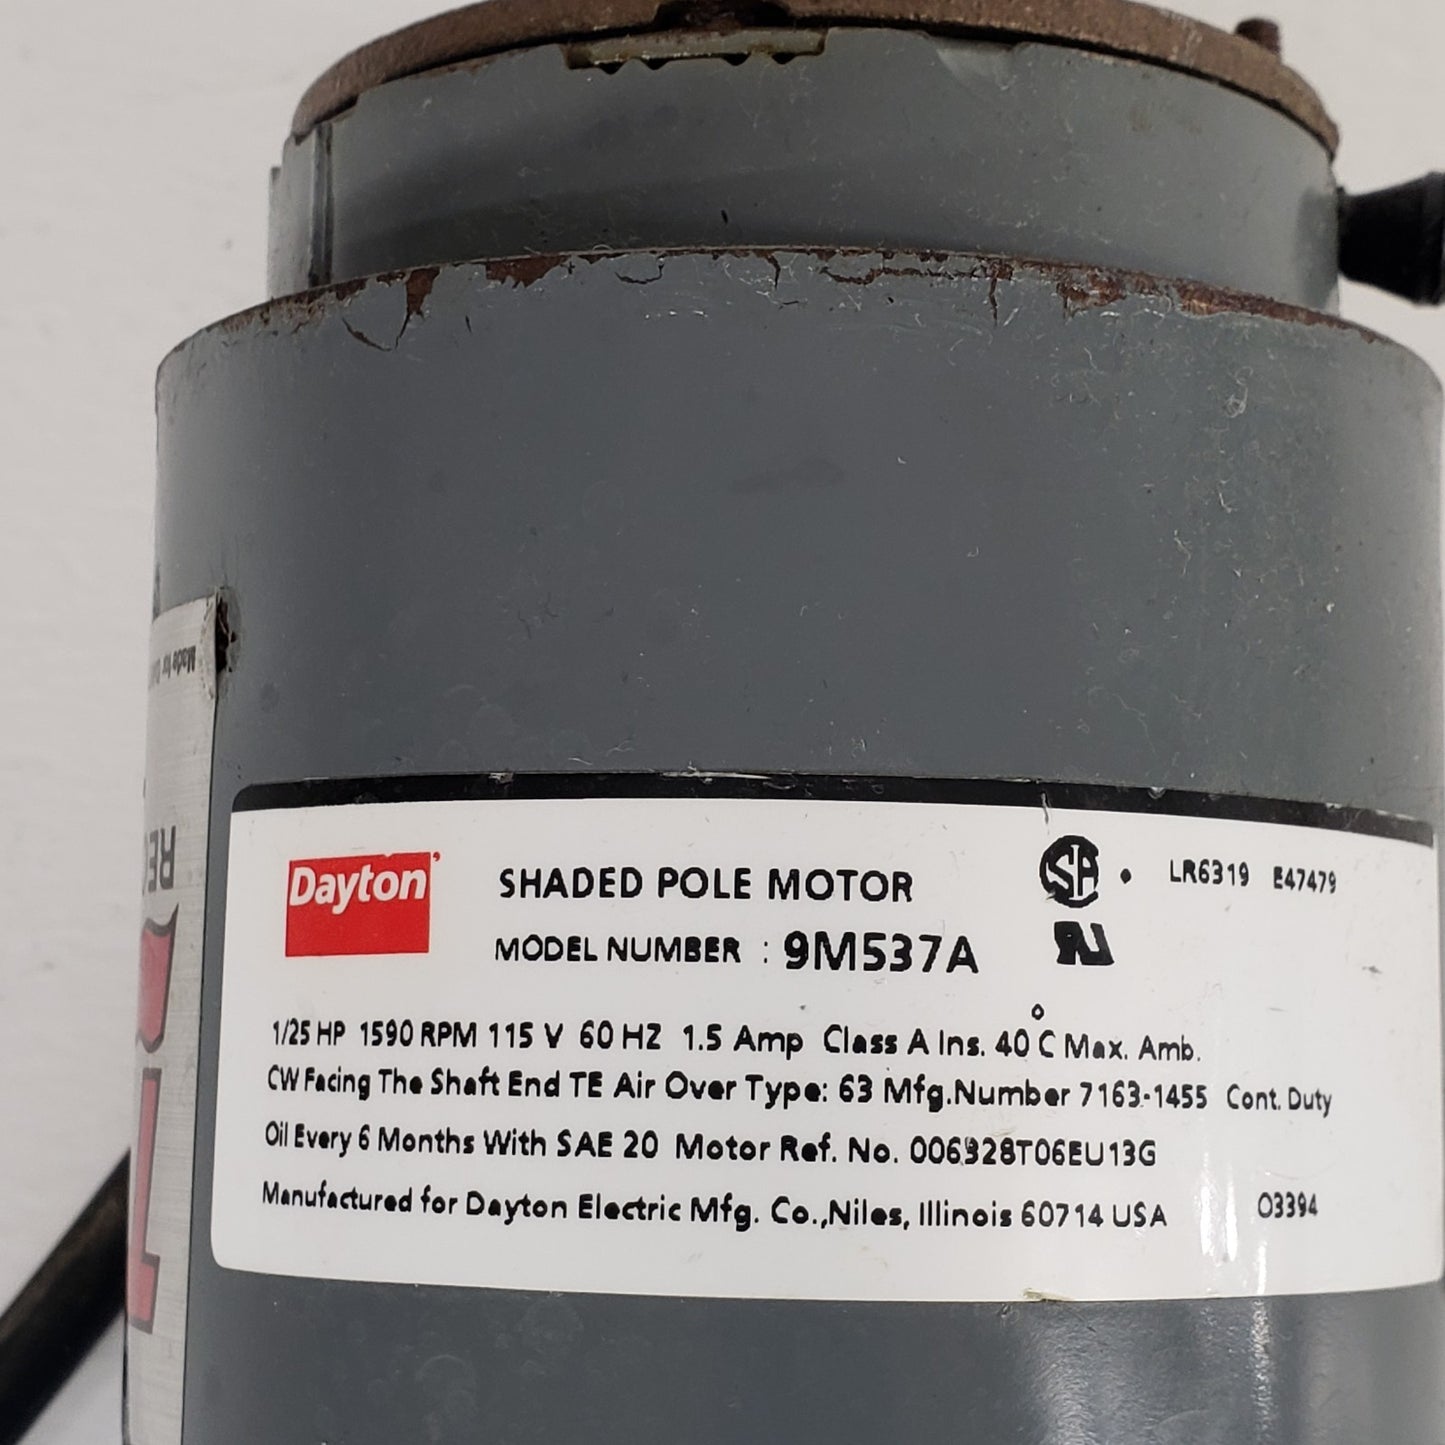 Dayton
SHADED POLE MOTOR
MODEL NUMBER : 9M537A
LR6319 E47479
1/25 HP 1590 RPM 115 V 60 HZ 1.5 Amp Class A Ins. 40°C Max. Amb.
CW Facing The Shaft End TE Air Over Type: 63 Mfg.Number 7163-1455 Cont. Duty
Oil Every 6 Months With SAE 20 Motor Ref. No. 006328T06EU13G
Manufactured for Dayton Electric Mfg. Co.,Niles, Illinois 60714 USA 03394
Made for